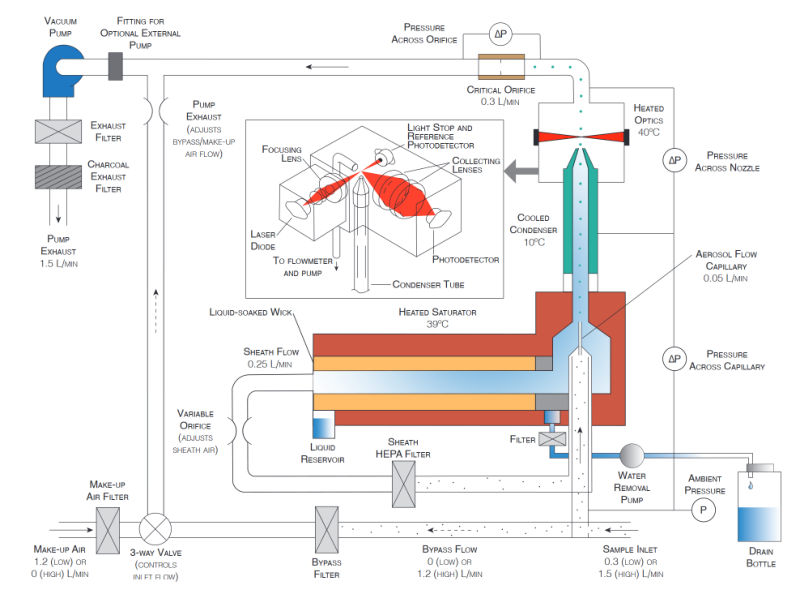 Vacuum
Pump
Fitting for
Optional External
Pump
Pressure
Across Orifice
ΔP
Critical Orifice
0.3 L/min
Pump
Exhaust
(adjusts
bypass/make-up
air flow)
Exhaust
Filter
Charcoal
Exhaust
Filter
Pump
Exhaust
1.5 L/min
Focusing
Lens
Light Stop and
Reference
Photodetector
Collecting
Lenses
Laser
Diode
To flowmeter
and pump
Photodetector
Condenser Tube
Heated
Optics
40ºC
ΔP
Pressure
Across Nozzle
Cooled
Condenser
10ºC
Aerosol Flow
Capillary
0.05 L/min
Liquid-soaked Wick
Heated Saturator
39ºC
Sheath Flow
0.25 L/min
ΔP
Pressure
Across Capillary
Variable
Orifice
(adjusts
sheath air)
Liquid
Reservoir
Sheath
HEPA Filter
Filter
Water
Removal
Pump
Ambient
Pressure
P
Drain
Bottle
Make-up
Air Filter
Make-up Air
1.2 (low) or
0 (high) L/min
3-way Valve
(controls
inlet flow)
Bypass
Filter
Bypass Flow
0 (low) or
1.2 (high) L/min
Sample Inlet
0.3 (low) or
1.5 (high) L/min